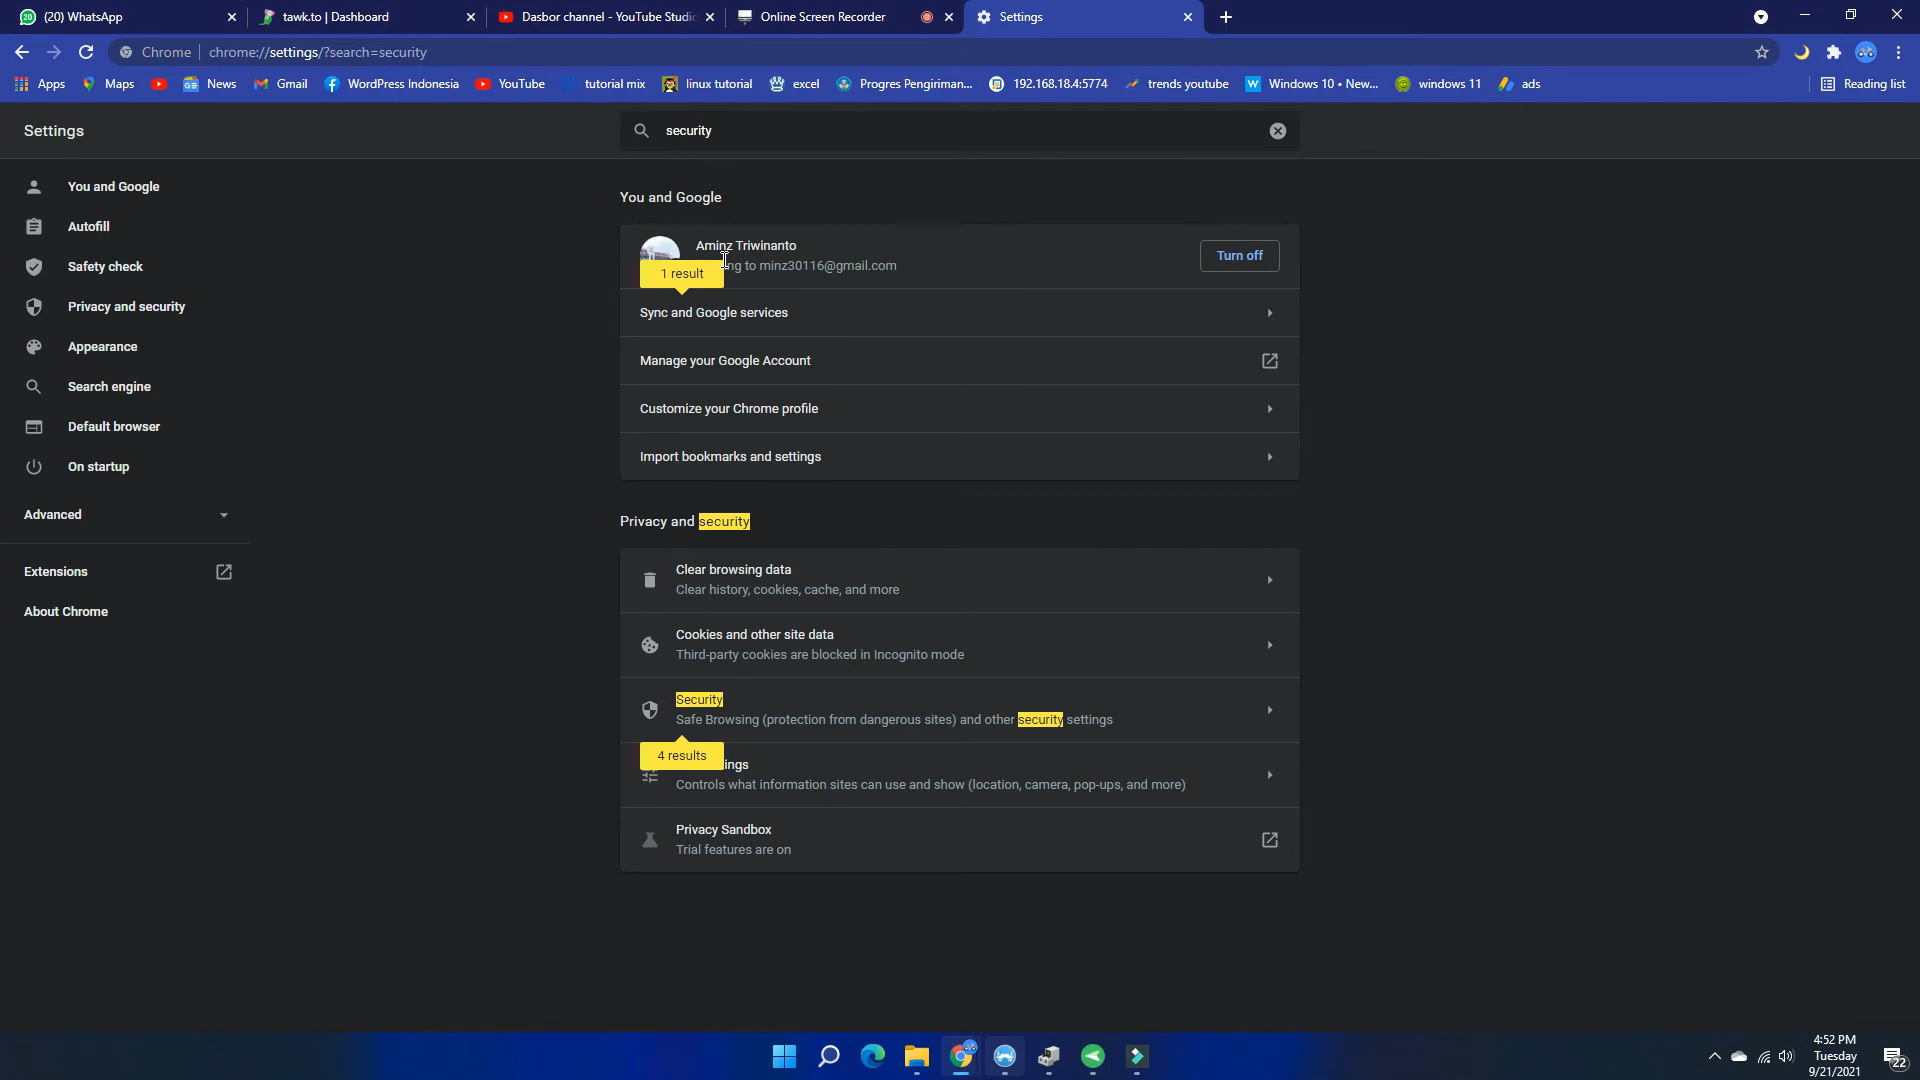 (20) WhatsApp
tawk.to | Dashboard
Dasbor channel - YouTube Studi
Online Screen Recorder
Settings
Chrome
chrome://settings/?search=security
Apps
Maps
News
Gmail
WordPress Indonesia
YouTube
tutorial mix
linux tutorial
excel
Progres Pengiriman...
192.168.18.4:5774
trends youtube
Windows 10 • New...
windows 11
ads
Reading list
Settings
security
You and Google
Autofill
Safety check
Privacy and security
Appearance
Search engine
Default browser
On startup
Advanced
Extensions
About Chrome
You and Google
Aminz Triwinanto
ng to minz30116@gmail.com
Turn off
1 result
Sync and Google services
Manage your Google Account
Customize your Chrome profile
Import bookmarks and settings
Privacy and security
Clear browsing data
Clear history, cookies, cache, and more
Cookies and other site data
Third-party cookies are blocked in Incognito mode
Security
Safe Browsing (protection from dangerous sites) and other security settings
4 results
ings
Controls what information sites can use and show (location, camera, pop-ups, and more)
Privacy Sandbox
Trial features are on
4:52 PM
Tuesday
9/21/2021
22